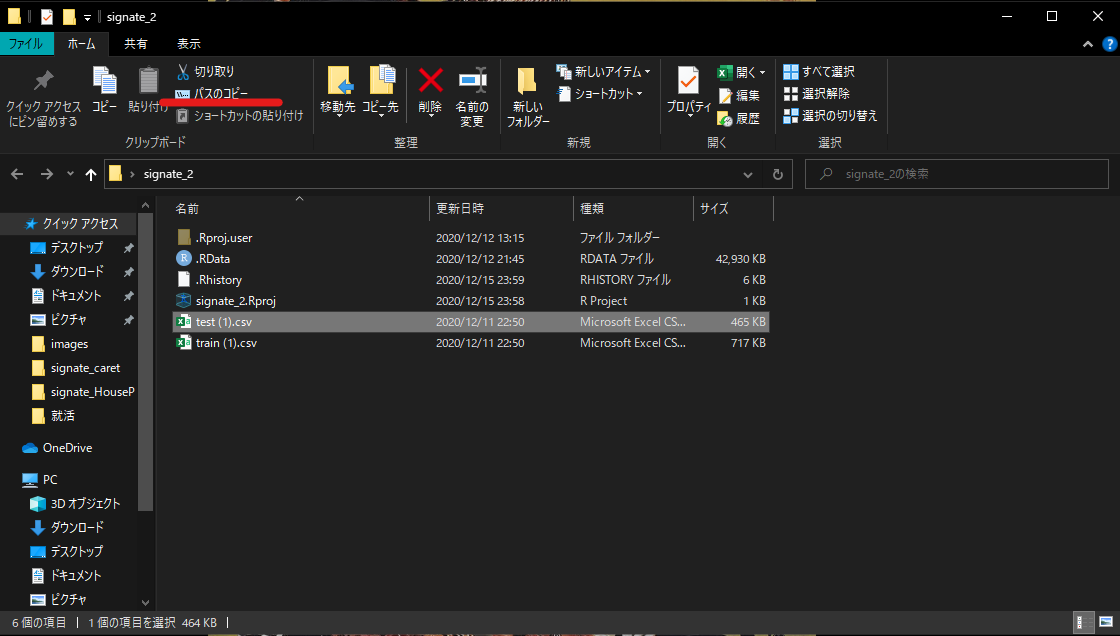 signate_2
ファイル ホーム 共有 表示
クイック アクセス
にピン留めする
コピー
貼り付け
切り取り
パスのコピー
ショートカットの貼り付け
クリップボード
移動先
コピー先
削除
名前の
変更
整理
新しい
フォルダー
新しいアイテム
ショートカット
新規
プロパティ
開く
編集
履歴
開く
すべて選択
選択解除
選択の切り替え
選択
signate_2
signate_2の検索
クイック アクセス
デスクトップ
ダウンロード
ドキュメント
ピクチャ
images
signate_caret
signate_HouseP
就活
OneDrive
PC
3D オブジェクト
ダウンロード
デスクトップ
ドキュメント
ピクチャ
名前 更新日時 種類 サイズ
.Rproj.user 2020/12/12 13:15 ファイル フォルダー
.RData 2020/12/12 21:45 RDATA ファイル 42,930 KB
.Rhistory 2020/12/15 23:59 RHISTORY ファイル 6 KB
signate_2.Rproj 2020/12/15 23:58 R Project 1 KB
test (1).csv 2020/12/11 22:50 Microsoft Excel CS... 465 KB
train (1).csv 2020/12/11 22:50 Microsoft Excel CS... 717 KB
6 個の項目 1 個の項目を選択 464 KB